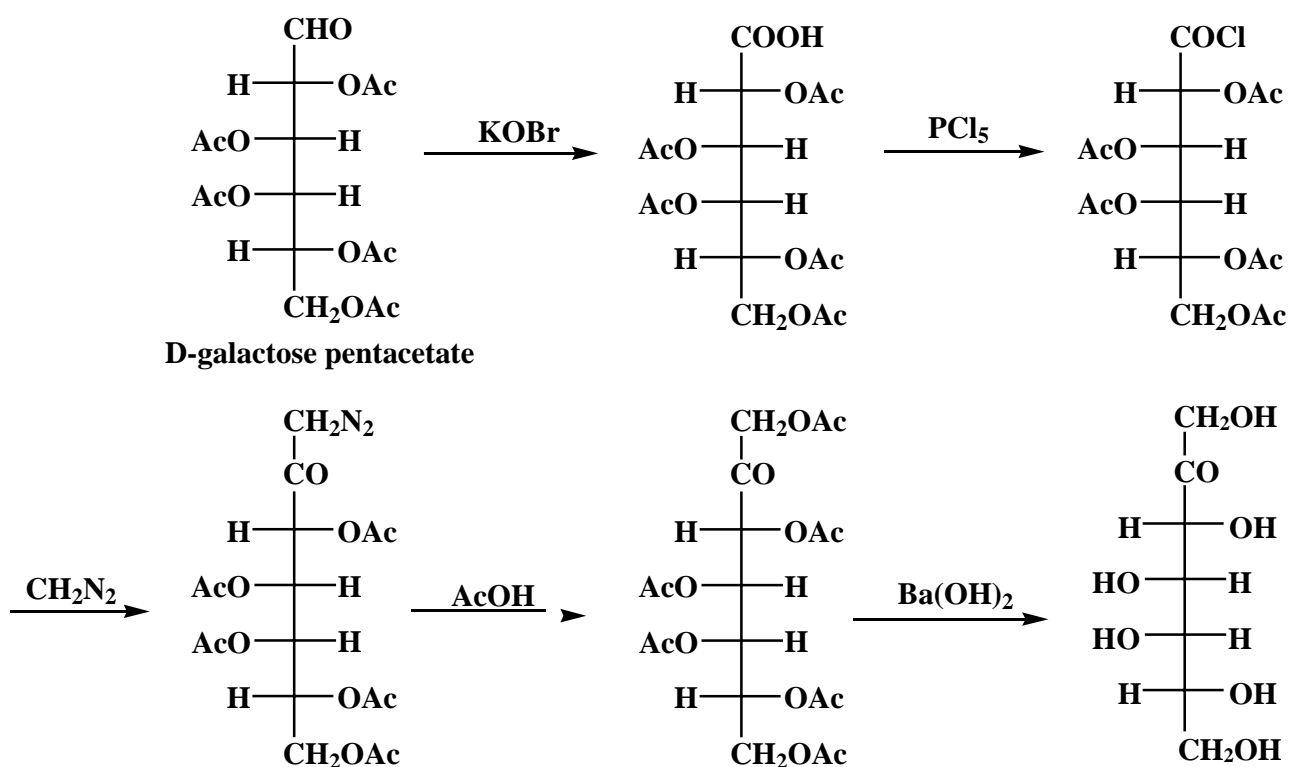 CHO
COOH
COCl
H OAc
H OAc
H OAc
KOBr
PCl5
AcO H
AcO H
AcO H
AcO H
AcO H
AcO H
H OAc
H OAc
H OAc
CH2OAc
CH2OAc
CH2OAc
D-galactose pentacetate
CH2N2
CH2OAc
CH2OH
CO
CO
CO
H OAc
H OAc
H OH
CH2N2
AcO H
AcOH
AcO H
Ba(OH)2
HO H
AcO H
AcO H
HO H
H OAc
H OAc
H OH
CH2OAc
CH2OAc
CH2OH